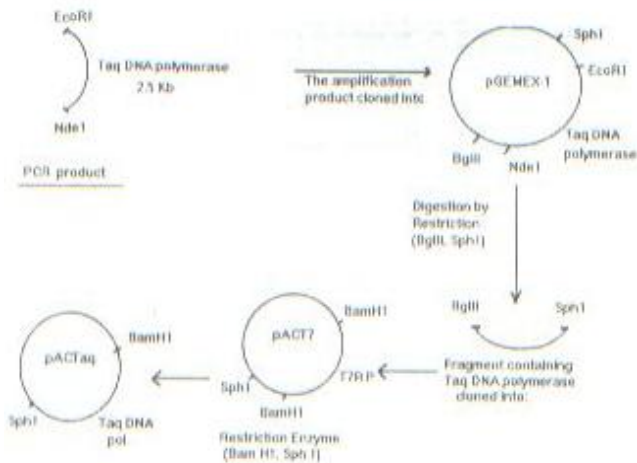 EcoR1
Taq DNA polymerase
2.5 Kb
Nde1
PCR product
The amplification
product cloned into
pGEMEX-1
Sph1
EcoR1
Taq DNA
polymerase
BglII
Nde1
Digestion by
Restriction
(BglII, Sph1)
BglII
Sph1
Fragment containing
Taq DNA polymerase
cloned into:
pACT7
BamH1
Sph1
BamH1
Restriction Enzyme
(Bam H1, Sph 1)
pACTaq
BamH1
Sph1
Taq DNA
pol